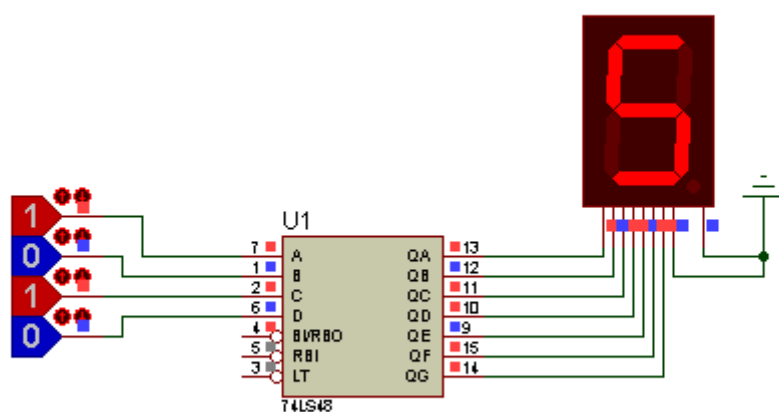 5
1
0
1
0
U1
7 A QA 13
1 B QB 12
2 C QC 11
6 D QD 10
4 BI/RBO QE 9
5 RBI QF 15
3 LT QG 14
74LS48